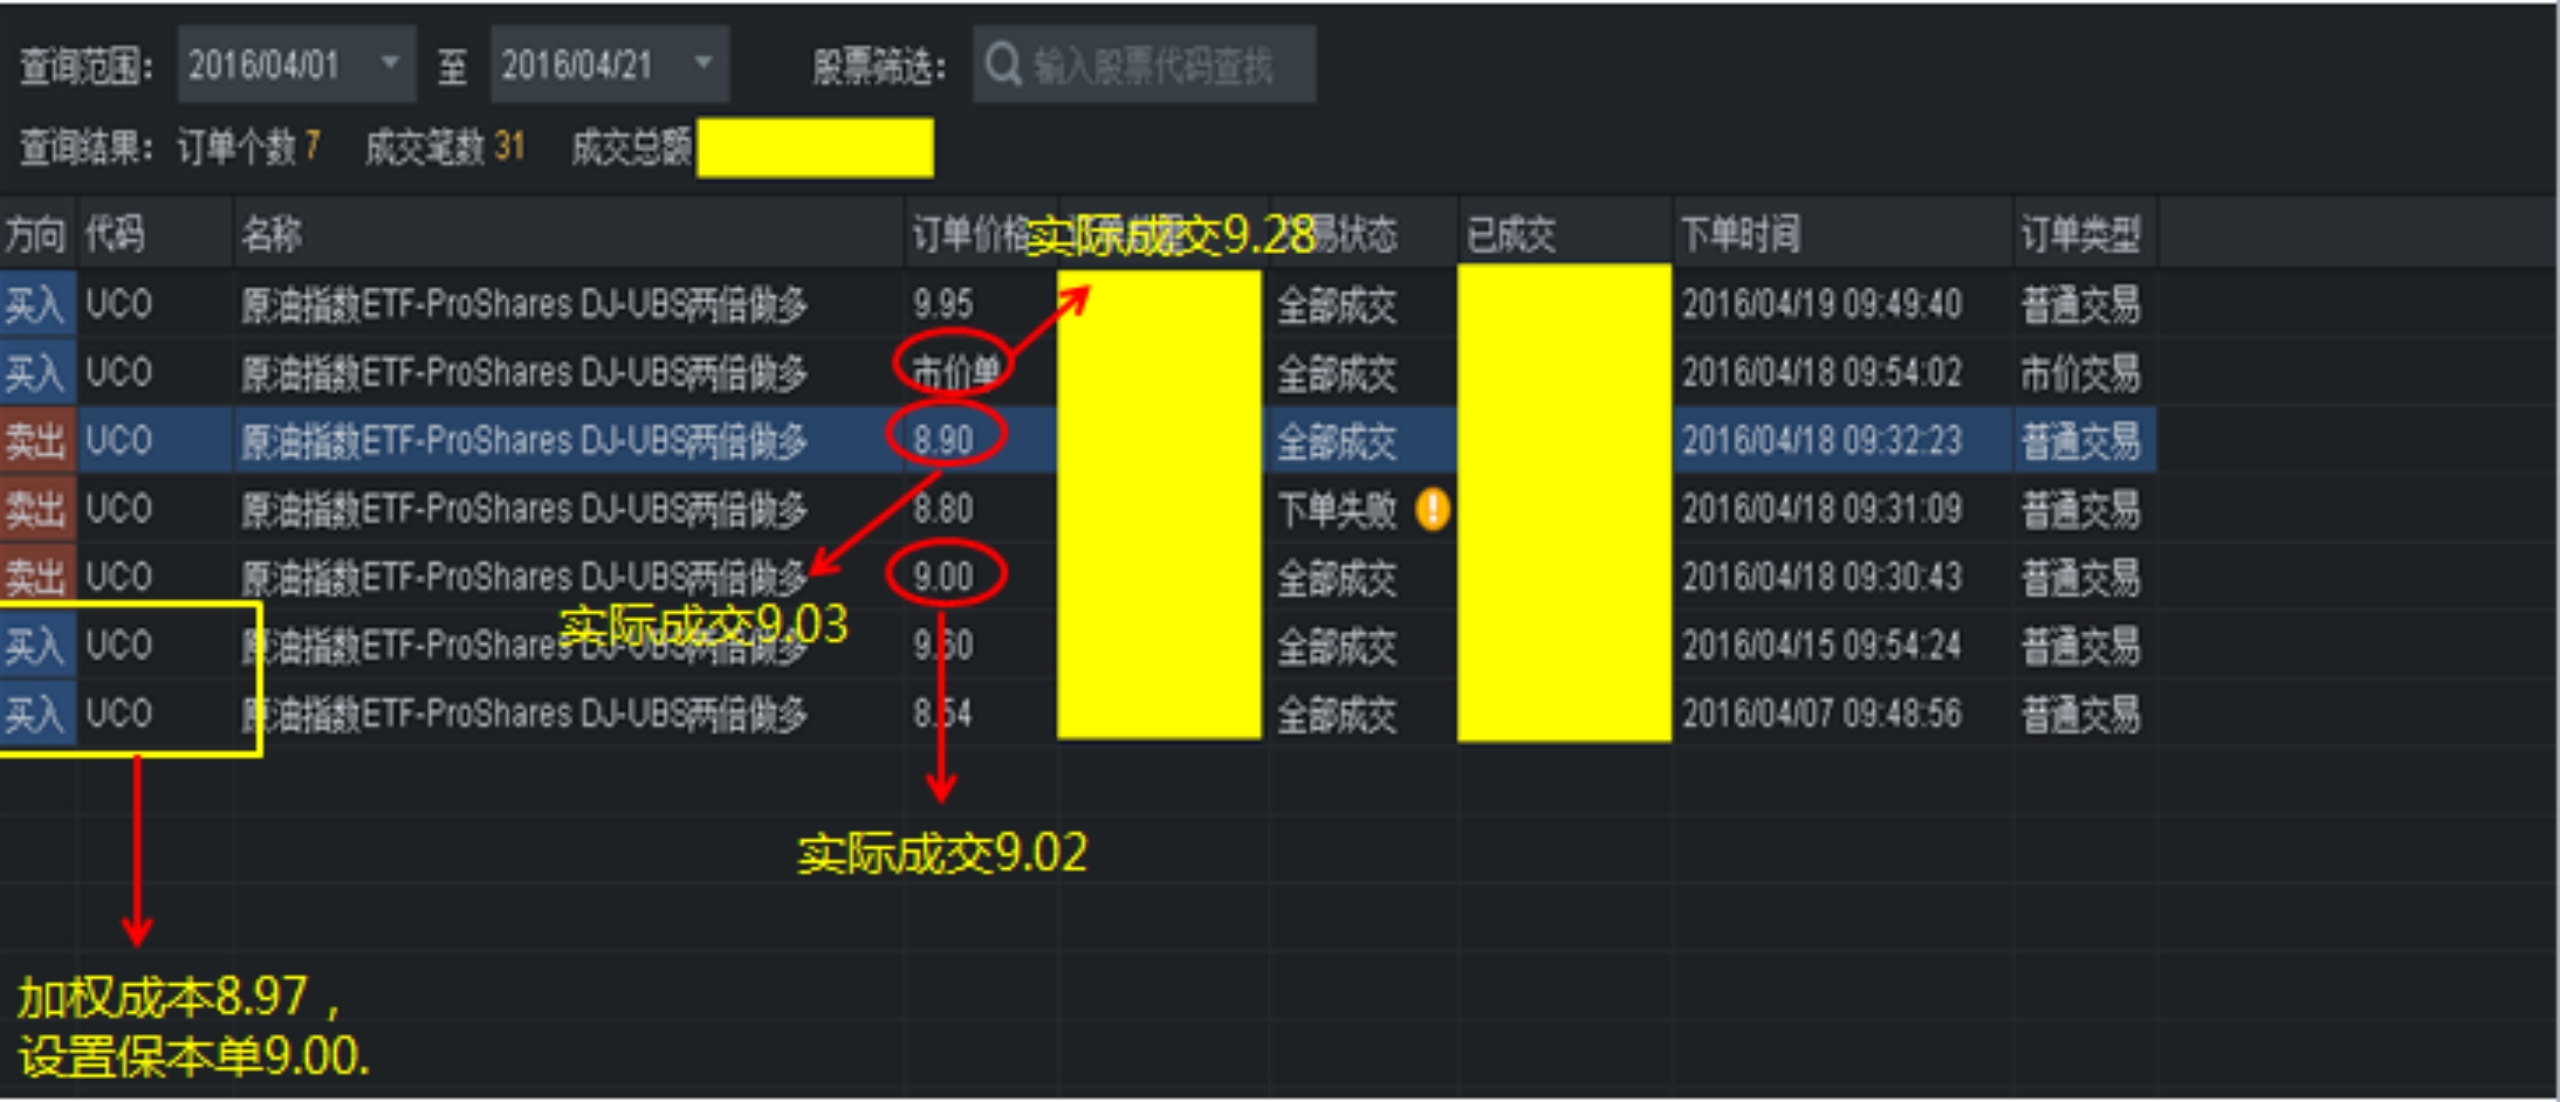 查询范围： 2016/04/01 至 2016/04/21 股票筛选： 输入股票代码查找
查询结果： 订单个数 7 成交笔数 31 成交总额
方向 代码 名称 订单价格 易状态 已成交 下单时间 订单类型
实际成交9.28
买入 UCO 原油指数ETF-ProShares DJ-UBS两倍做多 9.95 全部成交 2016/04/19 09:49:40 普通交易
买入 UCO 原油指数ETF-ProShares DJ-UBS两倍做多 市价单 全部成交 2016/04/18 09:54:02 市价交易
卖出 UCO 原油指数ETF-ProShares DJ-UBS两倍做多 8.90 全部成交 2016/04/18 09:32:23 普通交易
卖出 UCO 原油指数ETF-ProShares DJ-UBS两倍做多 8.80 下单失败 2016/04/18 09:31:09 普通交易
卖出 UCO 原油指数ETF-ProShares DJ-UBS两倍做多 9.00 全部成交 2016/04/18 09:30:43 普通交易
实际成交9.03
买入 UCO 原油指数ETF-ProShares DJ-UBS两倍做多 全部成交 2016/04/15 09:54:24 普通交易
买入 UCO 原油指数ETF-ProShares DJ-UBS两倍做多 全部成交 2016/04/07 09:48:56 普通交易
实际成交9.02
加权成本8.97，
设置保本单9.00.